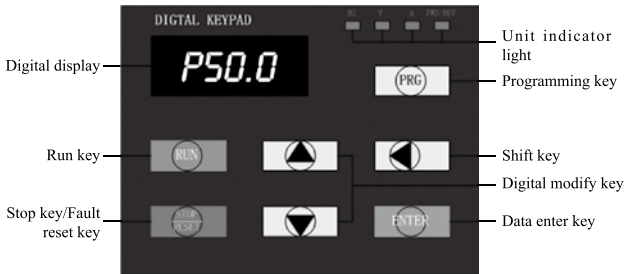 DIGTAL KEYPAD
HZ V A FWD/REV
Unit indicator
light
Digital display
P50.0
PRG
Programming key
Run key
RUN
Shift key
Digital modify key
Stop key/Fault
reset key
STOP
RESET
ENTER
Data enter key